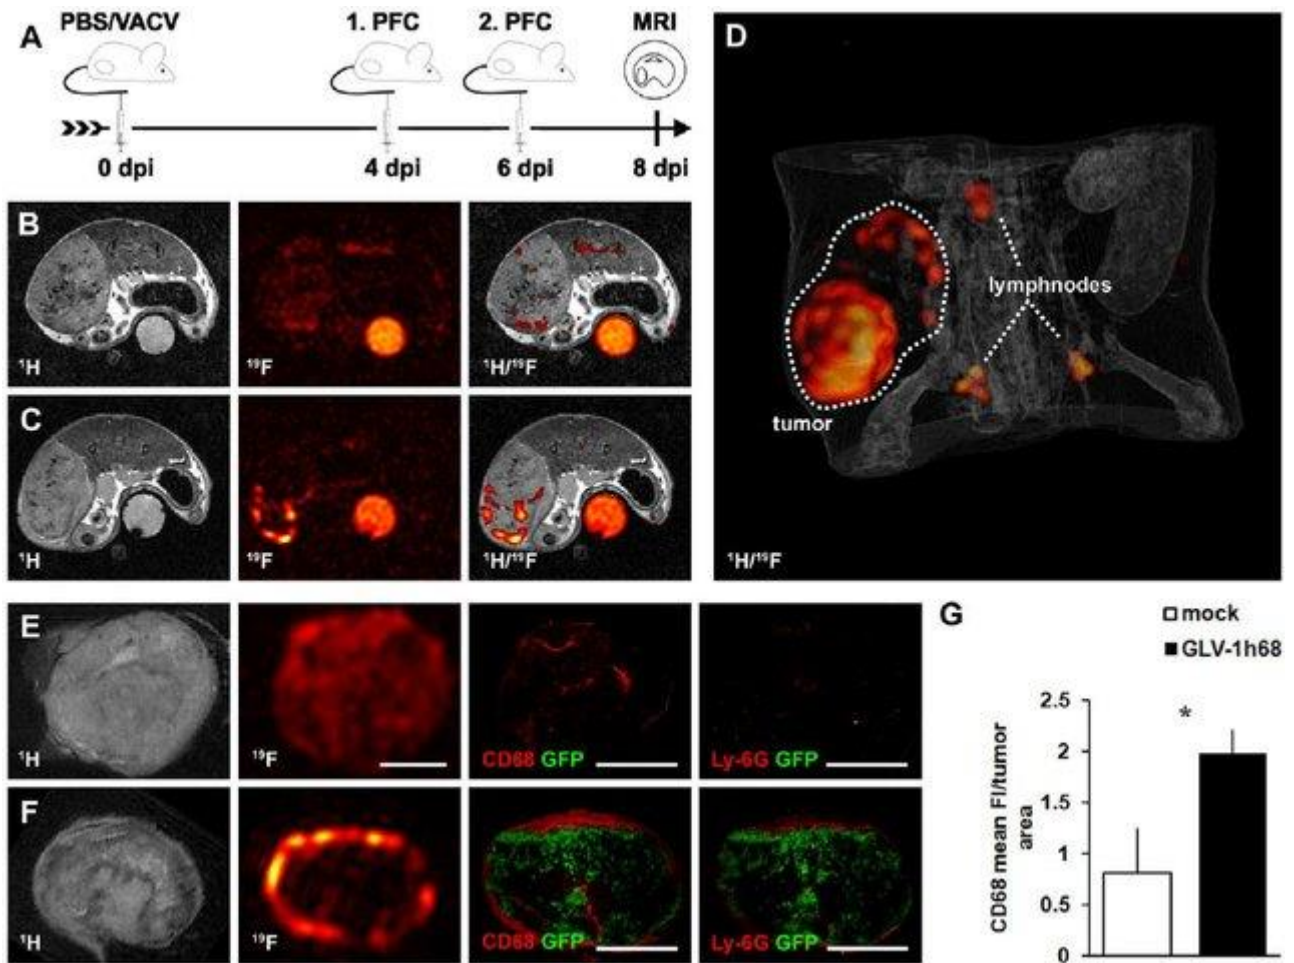 A
PBS/VACV
1. PFC
2. PFC
MRI
0 dpi
4 dpi
6 dpi
8 dpi
B
¹H
¹⁹F
¹H/¹⁹F
C
¹H
¹⁹F
¹H/¹⁹F
D
lymphnodes
tumor
¹H/¹⁹F
E
¹H
¹⁹F
CD68 GFP
Ly-6G GFP
F
¹H
¹⁹F
CD68 GFP
Ly-6G GFP
G
mock
GLV-1h68
CD68 mean FI/tumor
area
2.5
2
1.5
1
0.5
0
*